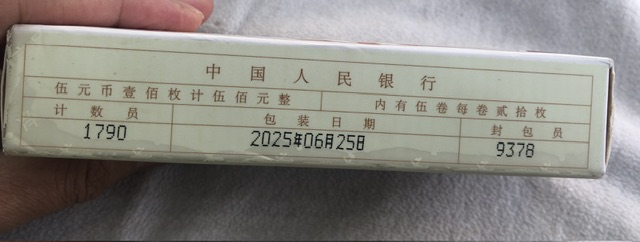 中国人民银行
伍元币壹佰枚计伍佰元整 内有伍卷每卷贰拾枚
计数员 包装日期 封包员
1790 2025年06月25日 9378